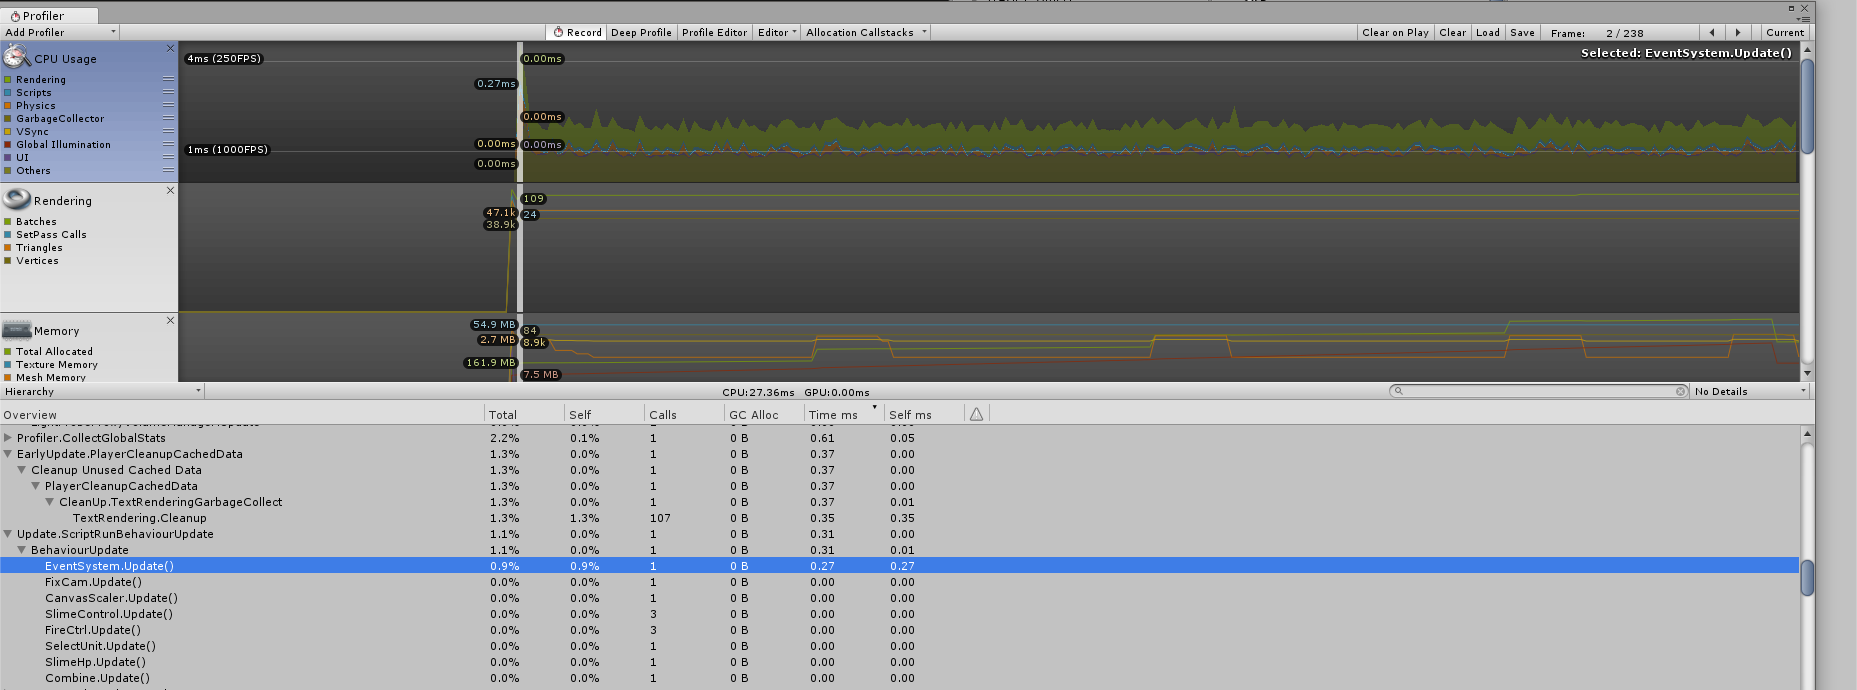 Profiler
Add Profiler
Record Deep Profile Profile Editor Editor Allocation Callstacks Clear on Play Clear Load Save Frame: 2 / 238 Current
CPU Usage
Rendering
Scripts
Physics
GarbageCollector
VSync
Global Illumination
UI
Others
4ms (250FPS)
1ms (1000FPS)
0.00ms
0.27ms
0.00ms
0.00ms
0.00ms
0.00ms
Selected: EventSystem.Update()
Rendering
Batches
SetPass Calls
Triangles
Vertices
109
47.1k
24
38.9k
Memory
Total Allocated
Texture Memory
Mesh Memory
54.9 MB
84
2.7 MB
8.9k
161.9 MB
7.5 MB
Hierarchy CPU:27.36ms GPU:0.00ms No Details
Overview Total Self Calls GC Alloc Time ms Self ms
Profiler.CollectGlobalStats 2.2% 0.1% 1 0 B 0.61 0.05
EarlyUpdate.PlayerCleanupCachedData 1.3% 0.0% 1 0 B 0.37 0.00
Cleanup Unused Cached Data 1.3% 0.0% 1 0 B 0.37 0.00
PlayerCleanupCachedData 1.3% 0.0% 1 0 B 0.37 0.00
CleanUp.TextRenderingGarbageCollect 1.3% 0.0% 1 0 B 0.37 0.01
TextRendering.Cleanup 1.3% 1.3% 107 0 B 0.35 0.35
Update.ScriptRunBehaviourUpdate 1.1% 0.0% 1 0 B 0.31 0.00
BehaviourUpdate 1.1% 0.0% 1 0 B 0.31 0.01
EventSystem.Update() 0.9% 0.9% 1 0 B 0.27 0.27
FixCam.Update() 0.0% 0.0% 1 0 B 0.00 0.00
CanvasScaler.Update() 0.0% 0.0% 1 0 B 0.00 0.00
SlimeControl.Update() 0.0% 0.0% 3 0 B 0.00 0.00
FireCtrl.Update() 0.0% 0.0% 3 0 B 0.00 0.00
SelectUnit.Update() 0.0% 0.0% 1 0 B 0.00 0.00
SlimeHp.Update() 0.0% 0.0% 1 0 B 0.00 0.00
Combine.Update() 0.0% 0.0% 1 0 B 0.00 0.00